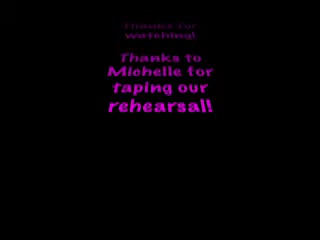 Thanks for
watching!
Thanks to
Michelle for
taping our
rehearsal!